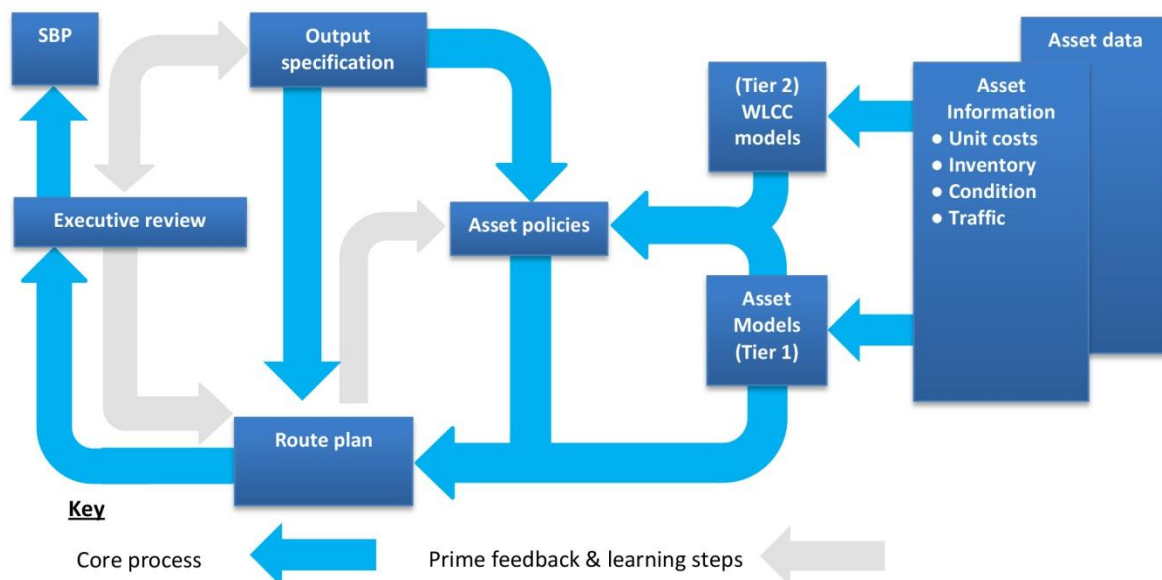 SBP
Output
specification
Asset data
(Tier 2)
WLCC
models
Asset
Information
● Unit costs
● Inventory
● Condition
● Traffic
Executive review
Asset policies
Asset
Models
(Tier 1)
Route plan
Key
Core process
Prime feedback & learning steps